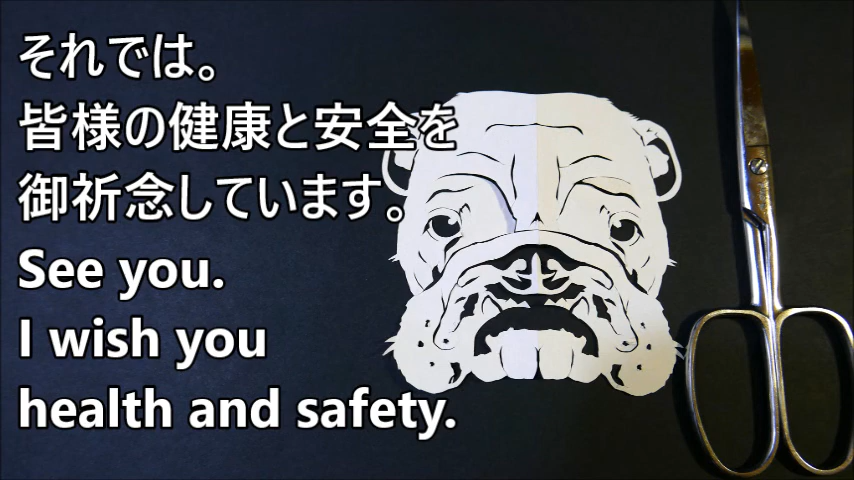 それでは。
皆様の健康と安全を
御祈念しています。
See you.
I wish you
health and safety.